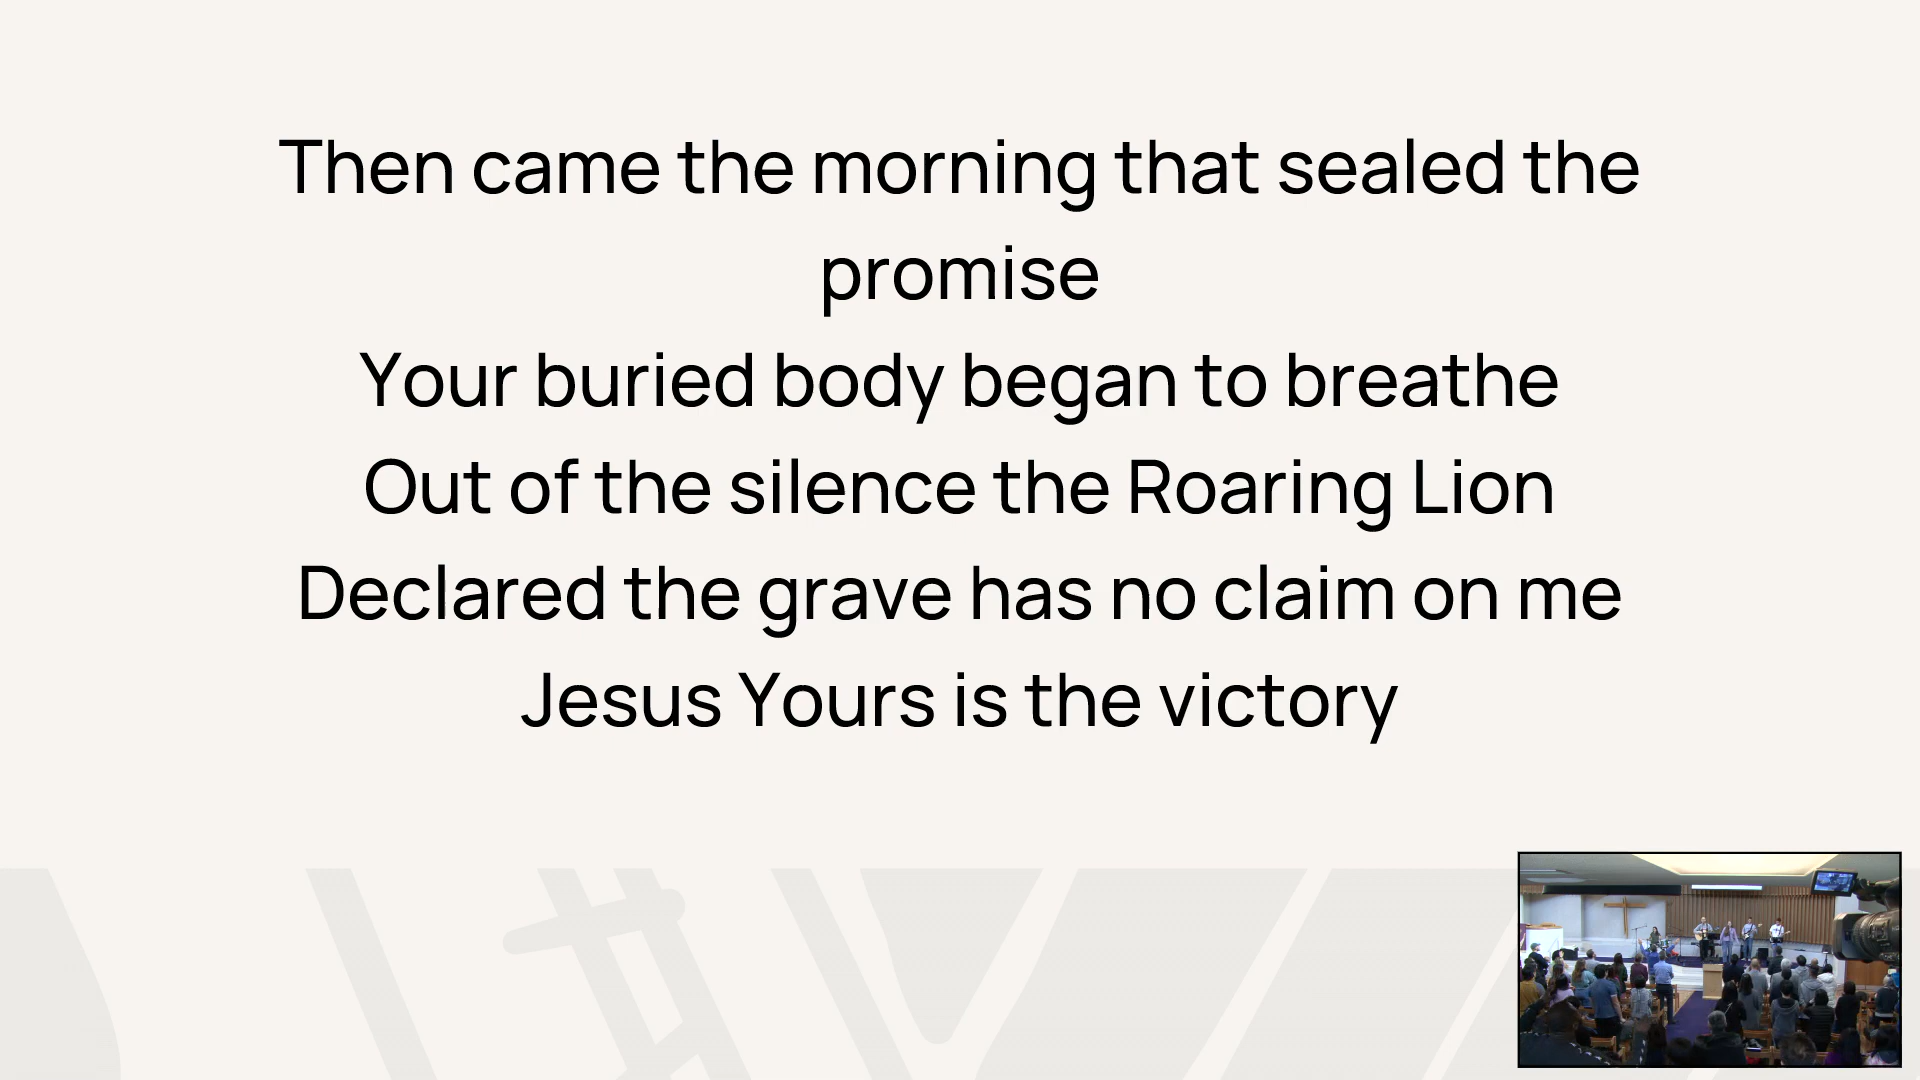 Then came the morning that sealed the
promise
Your buried body began to breathe
Out of the silence the Roaring Lion
Declared the grave has no claim on me
Jesus Yours is the victory